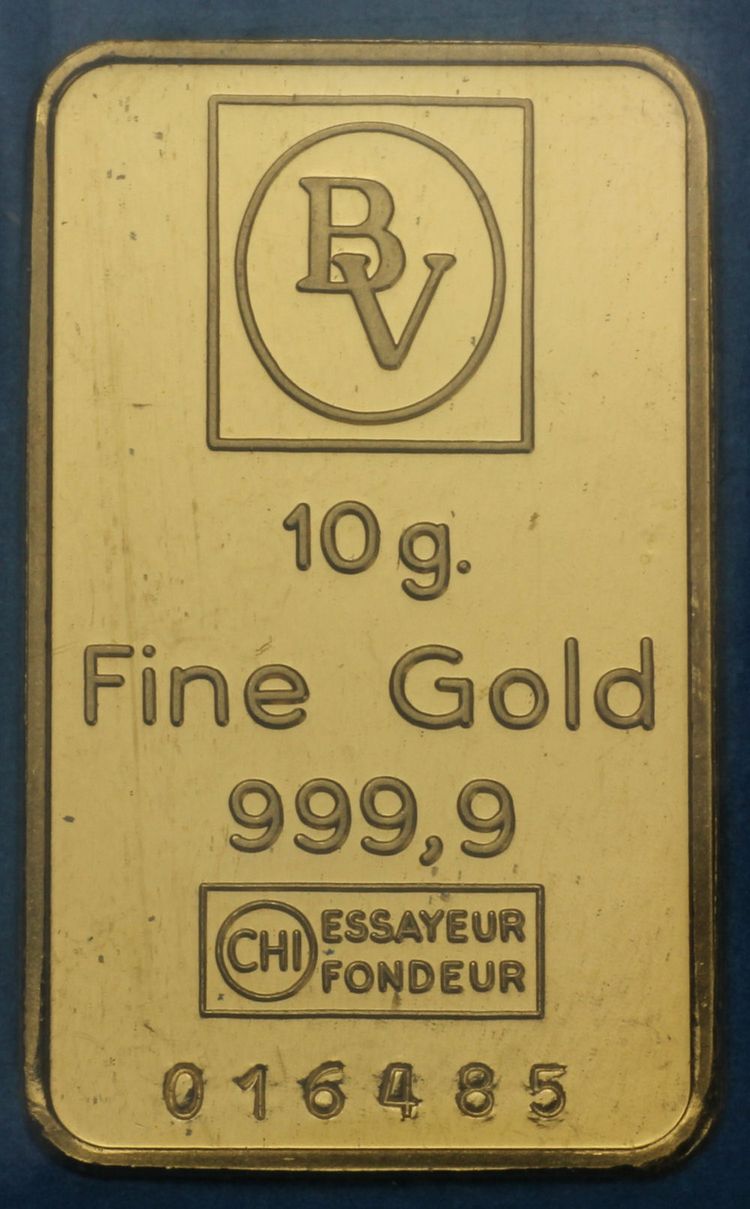 BV
10 g.
Fine Gold
999,9
CHI ESSAYEUR
FONDEUR
016485